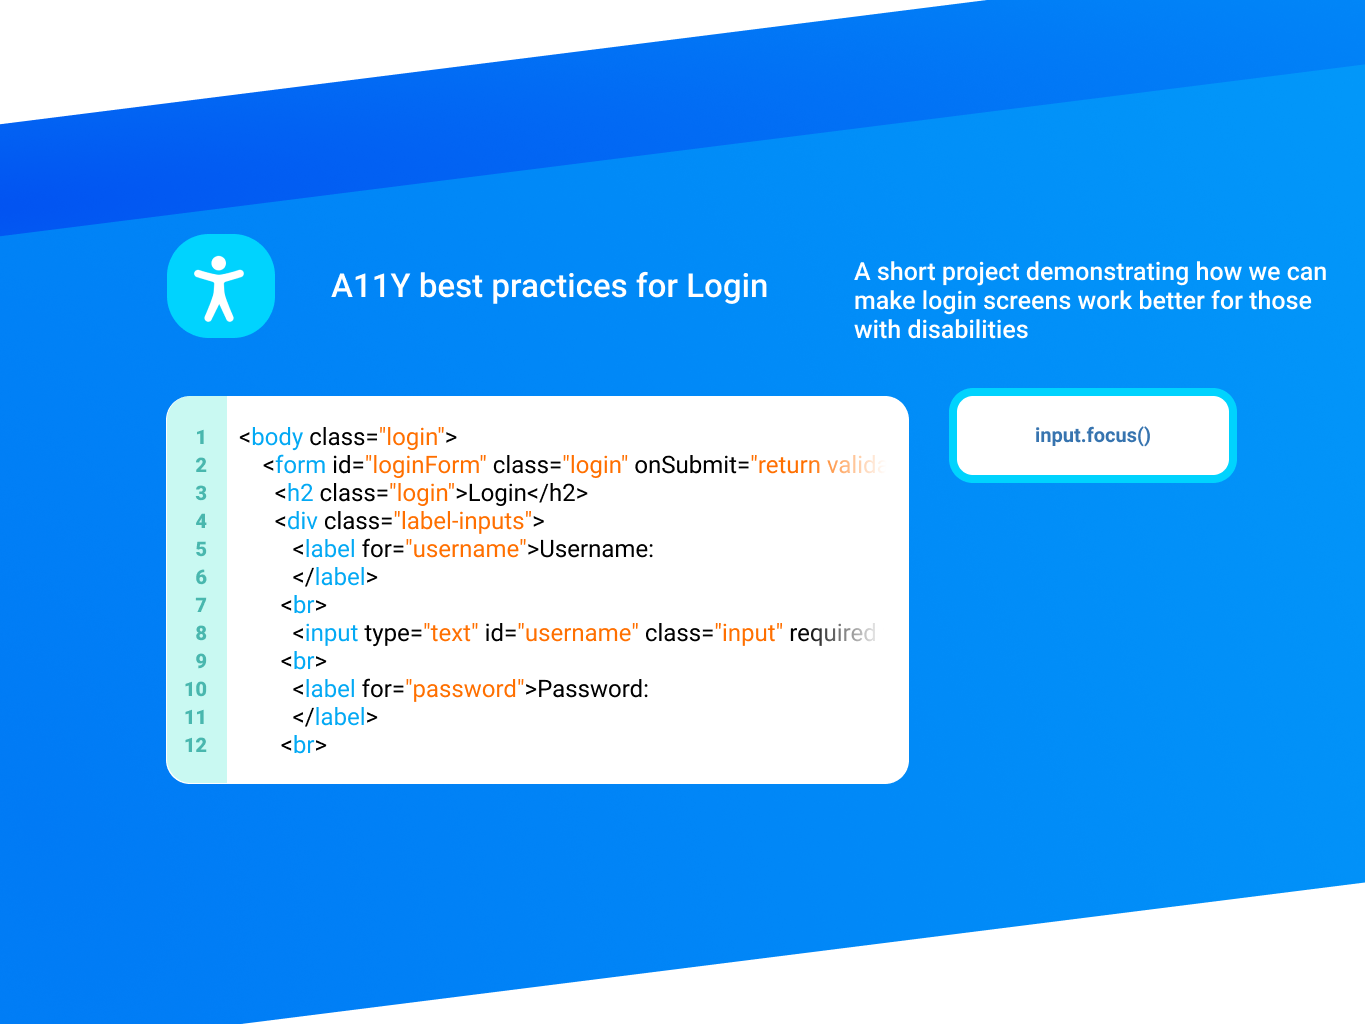 A11Y best practices for Login
A short project demonstrating how we can
make login screens work better for those
with disabilities
1 <body class="login">
2 <form id="loginForm" class="login" onSubmit="return valida
3 <h2 class="login">Login</h2>
4 <div class="label-inputs">
5 <label for="username">Username:
6 </label>
7 <br>
8 <input type="text" id="username" class="input" required
9 <br>
10 <label for="password">Password:
11 </label>
12 <br>
input.focus()